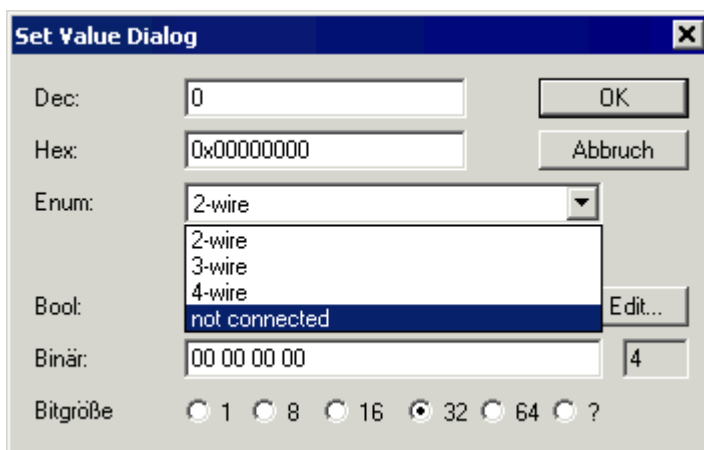 Set Value Dialog
Dec: 0 OK
Hex: 0x00000000 Abbruch
Enum: 2-wire
2-wire
3-wire
4-wire
Bool: not connected Edit...
Binär: 00 00 00 00 4
Bitgröße 1 8 16 32 64 ?